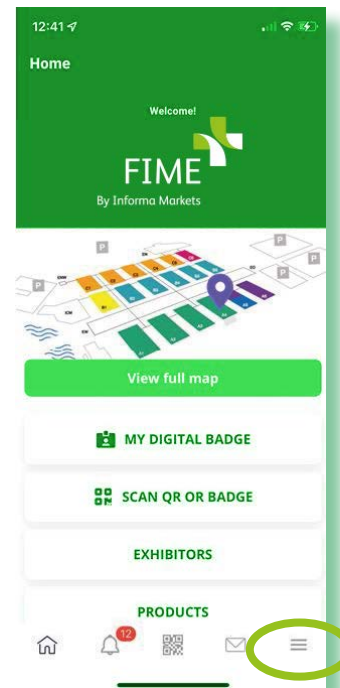 12:41
Home
Welcome!
FIME
By Informa Markets
P
P
P
P
View full map
MY DIGITAL BADGE
SCAN QR OR BADGE
EXHIBITORS
PRODUCTS
12